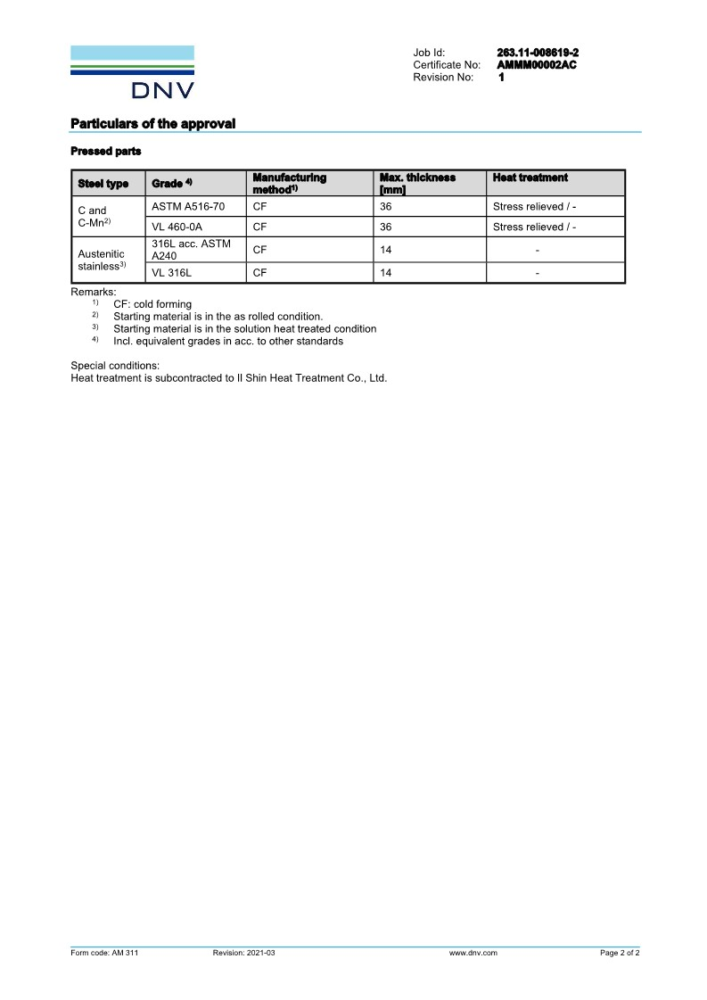 DNV
Job Id: 263.11-008619-2
Certificate No: AMMM00002AC
Revision No: 1
Particulars of the approval
Pressed parts
Steel type Grade 4) Manufacturing method1) Max. thickness [mm] Heat treatment
C and C-Mn2) ASTM A516-70 CF 36 Stress relieved / -
VL 460-0A CF 36 Stress relieved / -
Austenitic stainless3) 316L acc. ASTM A240 CF 14 -
VL 316L CF 14 -
Remarks:
1) CF: cold forming
2) Starting material is in the as rolled condition.
3) Starting material is in the solution heat treated condition
4) Incl. equivalent grades in acc. to other standards
Special conditions:
Heat treatment is subcontracted to Il Shin Heat Treatment Co., Ltd.
Form code: AM 311 Revision: 2021-03 www.dnv.com Page 2 of 2